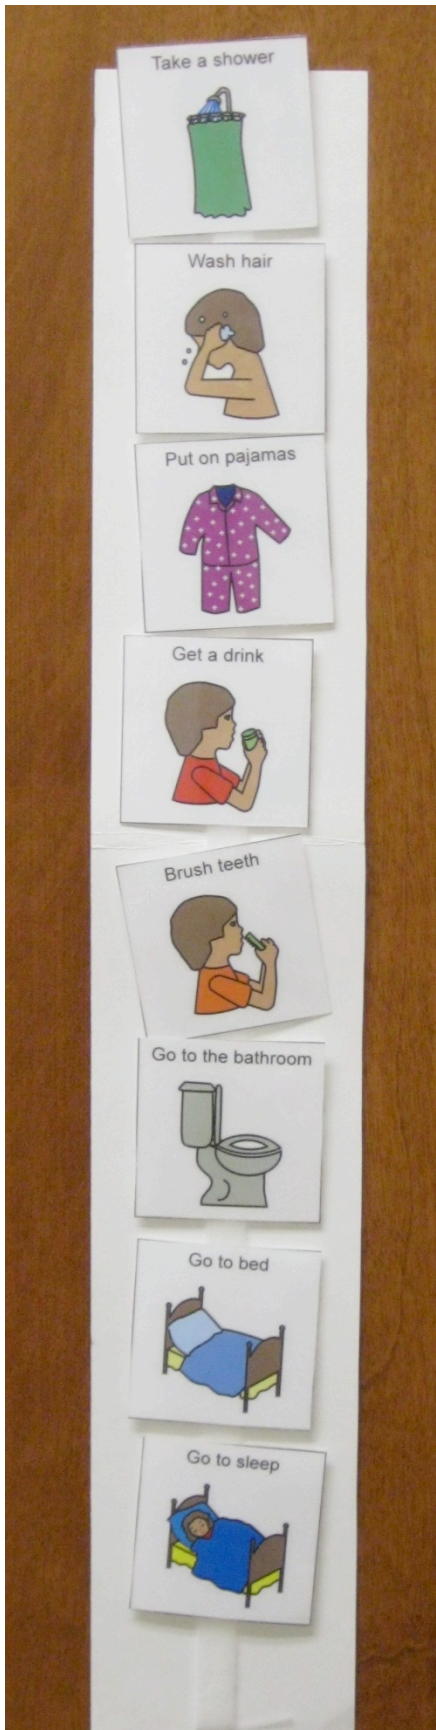 Take a shower
Wash hair
Put on pajamas
Get a drink
Brush teeth
Go to the bathroom
Go to bed
Go to sleep